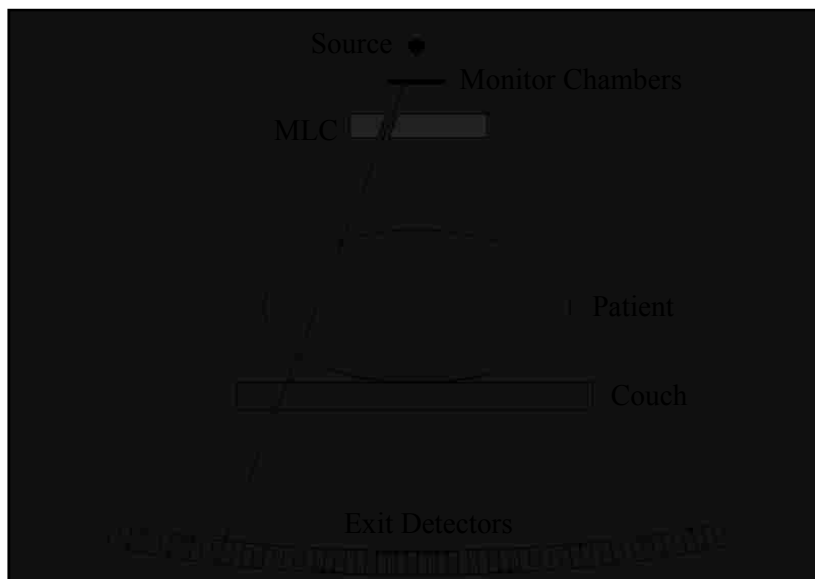 Source
Monitor Chambers
MLC
Patient
Couch
Exit Detectors